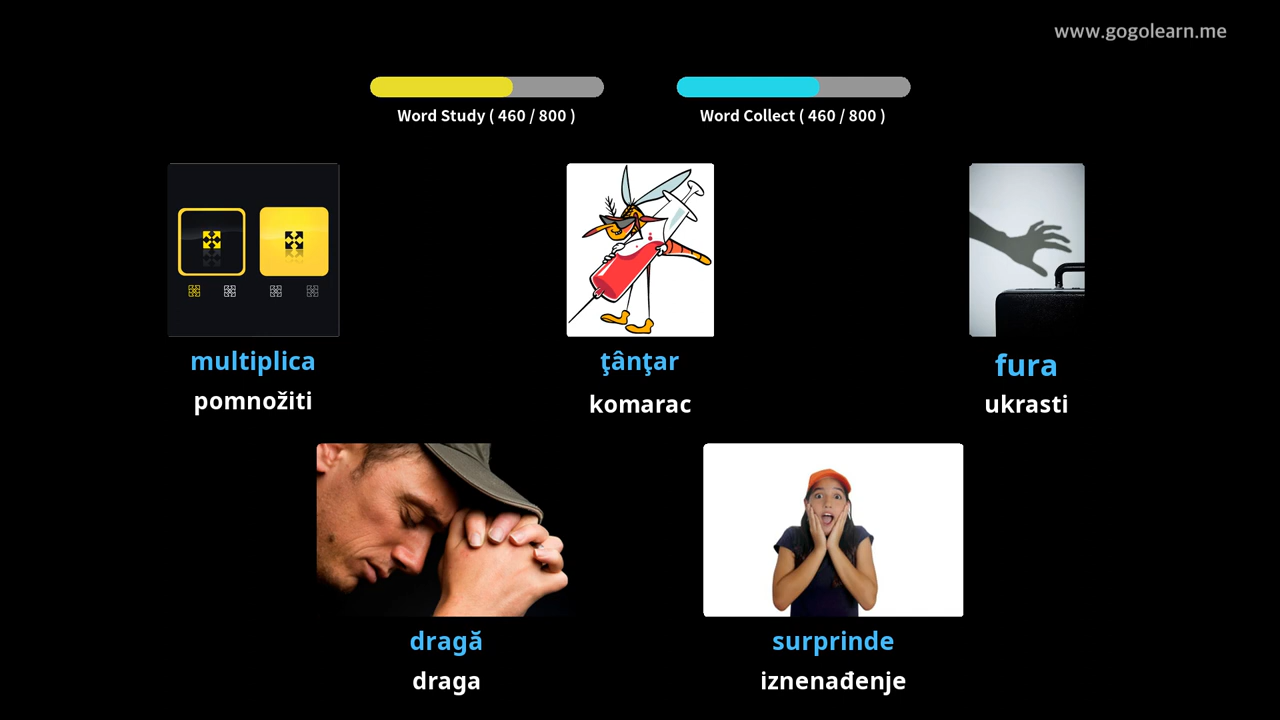 www.gogolearn.me
Word Study ( 460 / 800 )
Word Collect ( 460 / 800 )
multiplica
pomnožiti
ţânţar
komarac
fura
ukrasti
dragă
draga
surprinde
iznenađenje